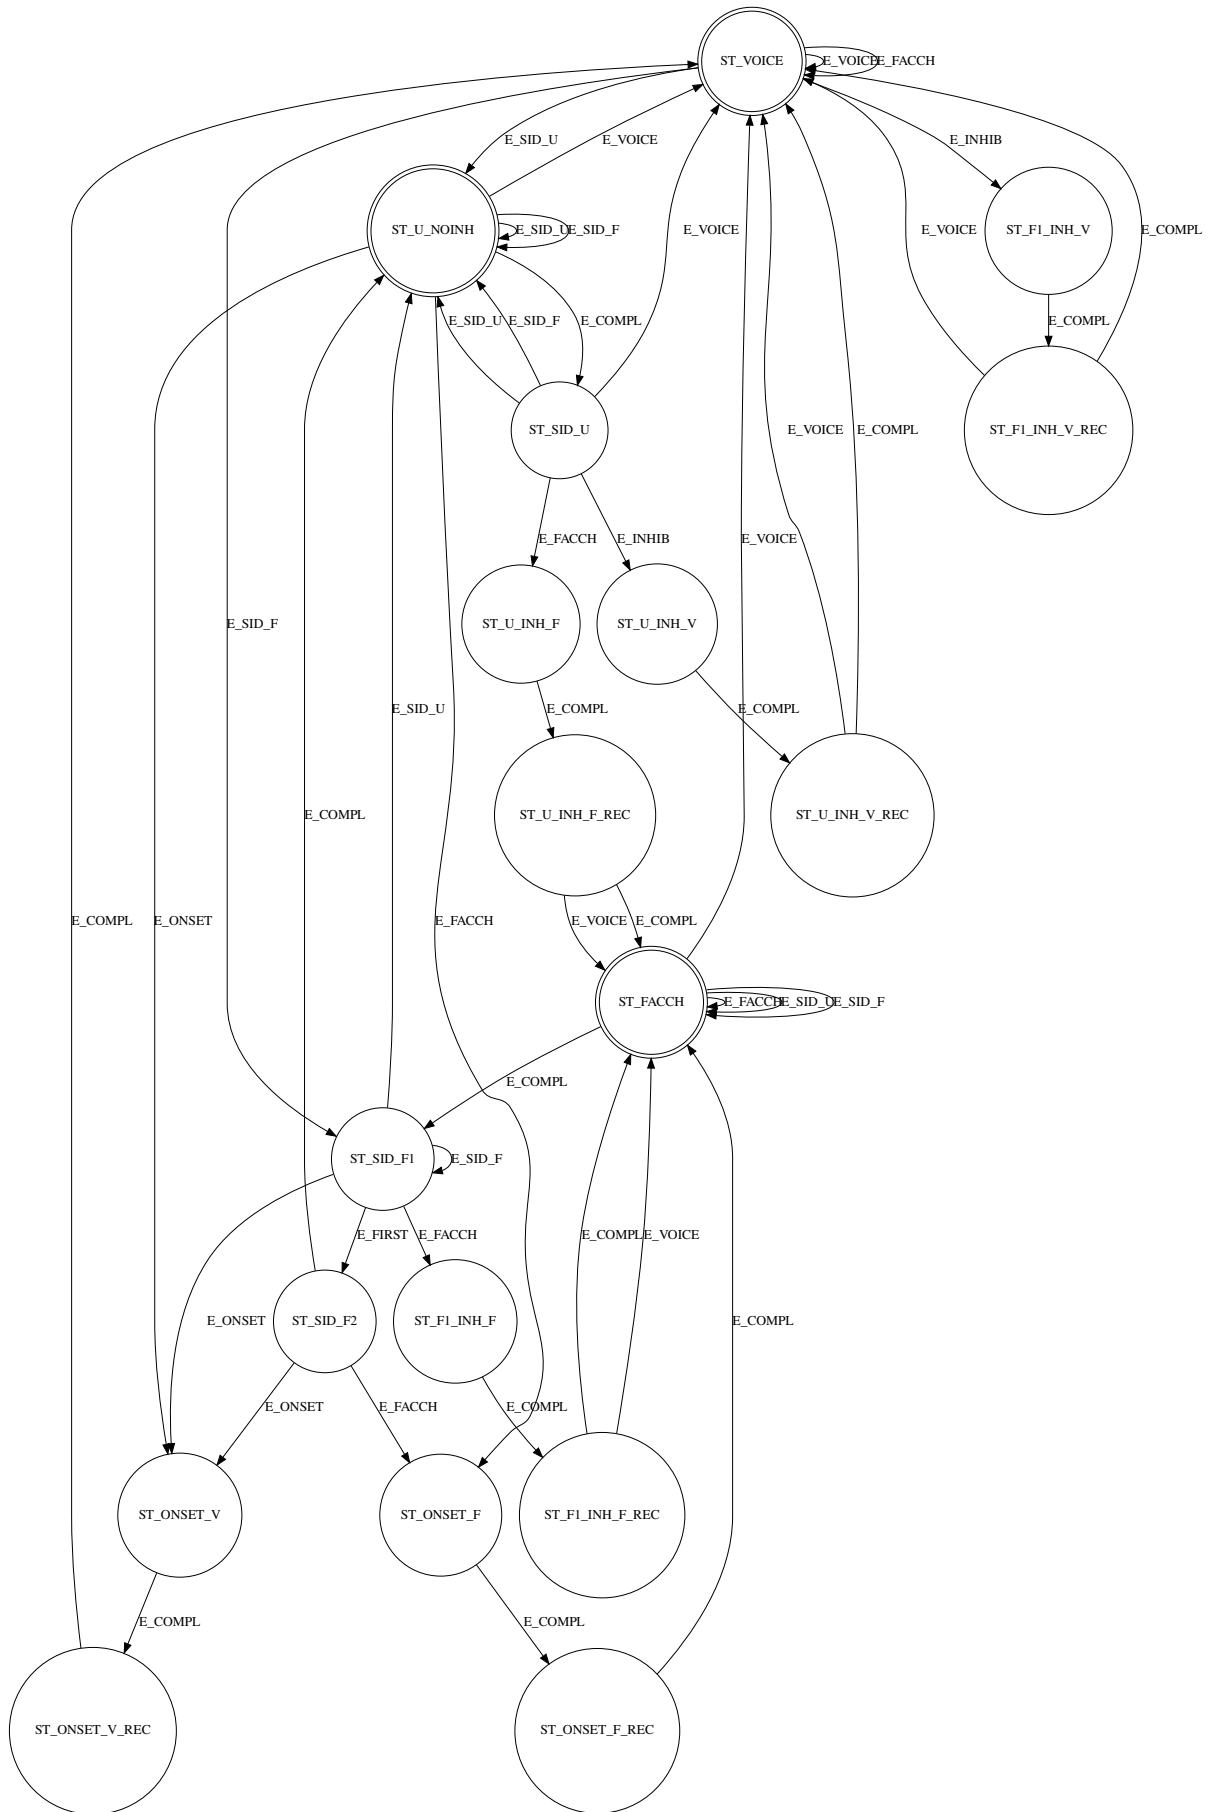 ST_VOICE
E_VOICE
E_FACCH
E_SID_U
E_VOICE
E_INHIB
ST_U_NOINH
E_SID_U
E_SID_F
E_VOICE
E_VOICE
E_COMPL
ST_F1_INH_V
E_SID_U
E_SID_F
E_COMPL
E_COMPL
ST_SID_U
E_VOICE
E_COMPL
ST_F1_INH_V_REC
E_FACCH
E_INHIB
E_VOICE
E_SID_F
ST_U_INH_F
ST_U_INH_V
E_SID_U
E_COMPL
E_COMPL
E_COMPL
ST_U_INH_F_REC
ST_U_INH_V_REC
E_COMPL
E_ONSET
E_FACCH
E_VOICE
E_COMPL
ST_FACCH
E_FACCH
E_SID_U
E_SID_F
E_COMPL
ST_SID_F1
E_SID_F
E_FIRST
E_FACCH
E_COMPL
E_VOICE
E_ONSET
ST_SID_F2
ST_F1_INH_F
E_COMPL
E_ONSET
E_FACCH
E_COMPL
ST_ONSET_V
ST_ONSET_F
ST_F1_INH_F_REC
E_COMPL
E_COMPL
ST_ONSET_V_REC
ST_ONSET_F_REC